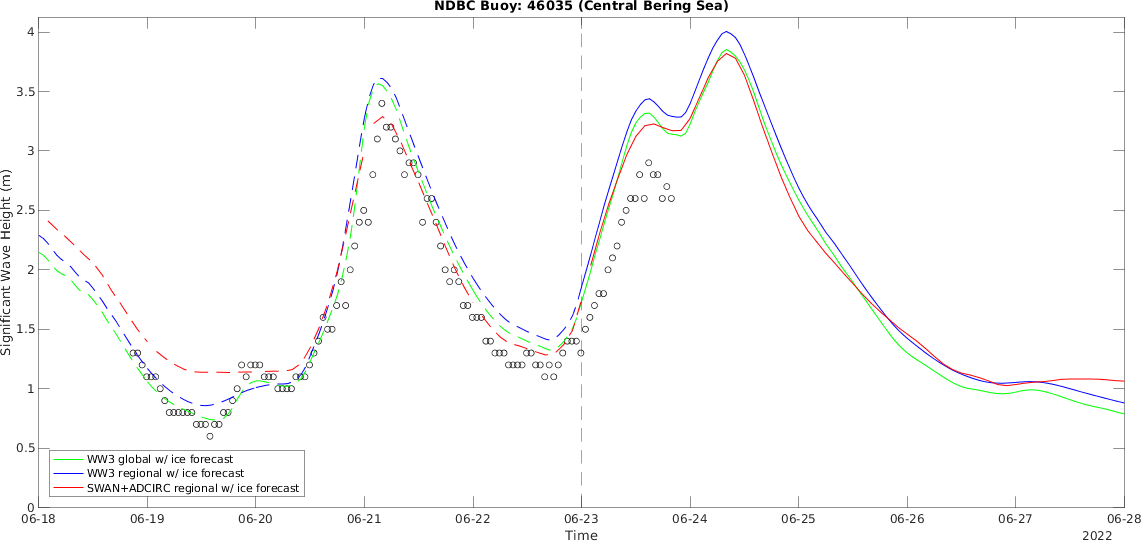 NDBC Buoy: 46035 (Central Bering Sea)
Significant Wave Height (m)
4
3.5
3
2.5
2
1.5
1
0.5
0
WW3 global w/ ice forecast
WW3 regional w/ ice forecast
SWAN+ADCIRC regional w/ ice forecast
06-18 06-19 06-20 06-21 06-22 06-23 06-24 06-25 06-26 06-27 06-28
Time
2022